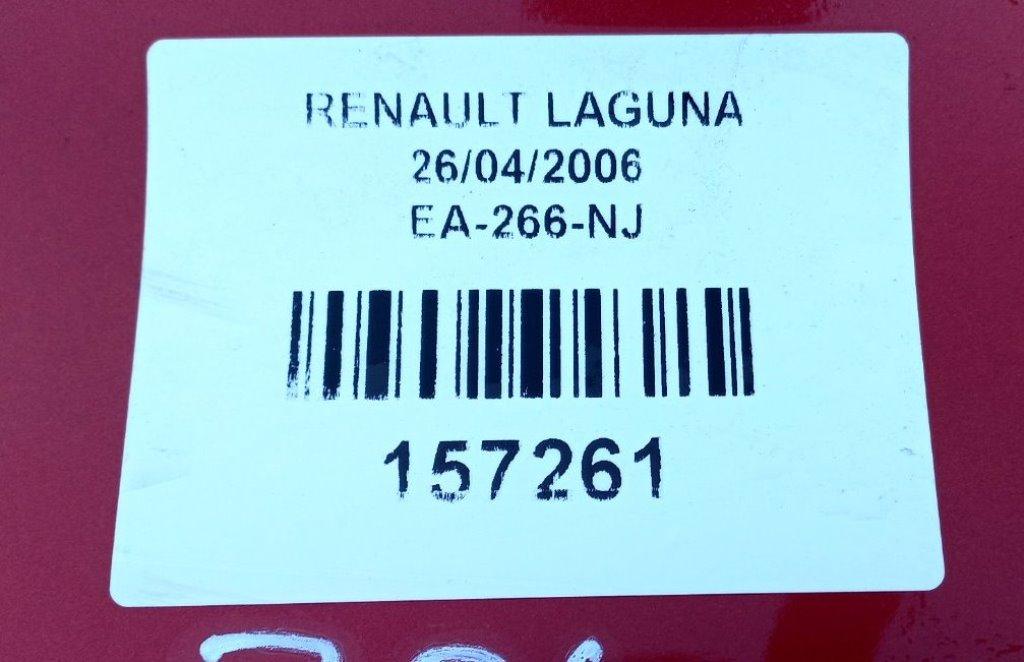 RENAULT LAGUNA
26/04/2006
EA-266-NJ
157261